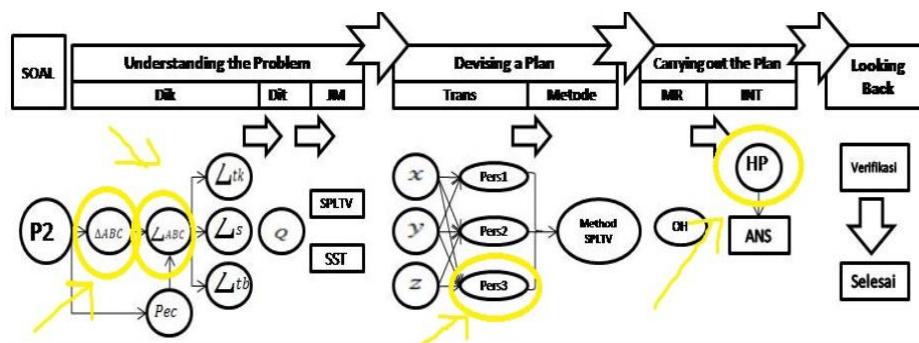 SOAL
Understanding the Problem
Devising a Plan
Carrying out the Plan
Looking
Back
Dik
Dit
JM
Trans
Metode
MR
INT
P2
ΔABC
∠ABC
∠tk
∠s
∠tb
Pec
Q
SPLTV
SST
x
y
z
Pers1
Pers2
Pers3
Method
SPLTV
OH
HP
ANS
Verifikasi
Selesai